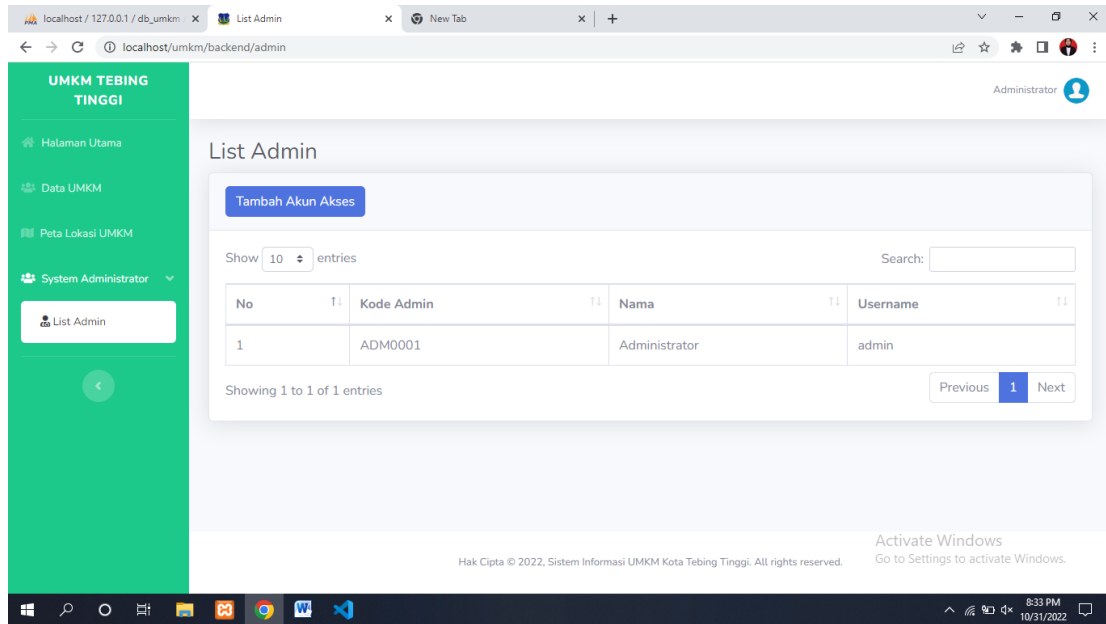 localhost / 127.0.0.1 / db_umkm
List Admin
New Tab
localhost/umkm/backend/admin
UMKM TEBING
TINGGI
Administrator
Halaman Utama
Data UMKM
Peta Lokasi UMKM
System Administrator
List Admin
List Admin
Tambah Akun Akses
Show 10 entries
Search:
No Kode Admin Nama Username
1 ADM0001 Administrator admin
Showing 1 to 1 of 1 entries
Previous 1 Next
Hak Cipta © 2022, Sistem Informasi UMKM Kota Tebing Tinggi. All rights reserved.
Activate Windows
Go to Settings to activate Windows.
8:33 PM
10/31/2022